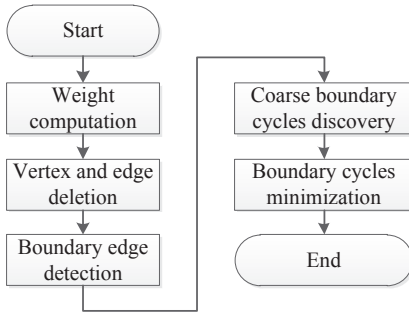 Start
Weight
computation
Vertex and edge
deletion
Boundary edge
detection
Coarse boundary
cycles discovery
Boundary cycles
minimization
End